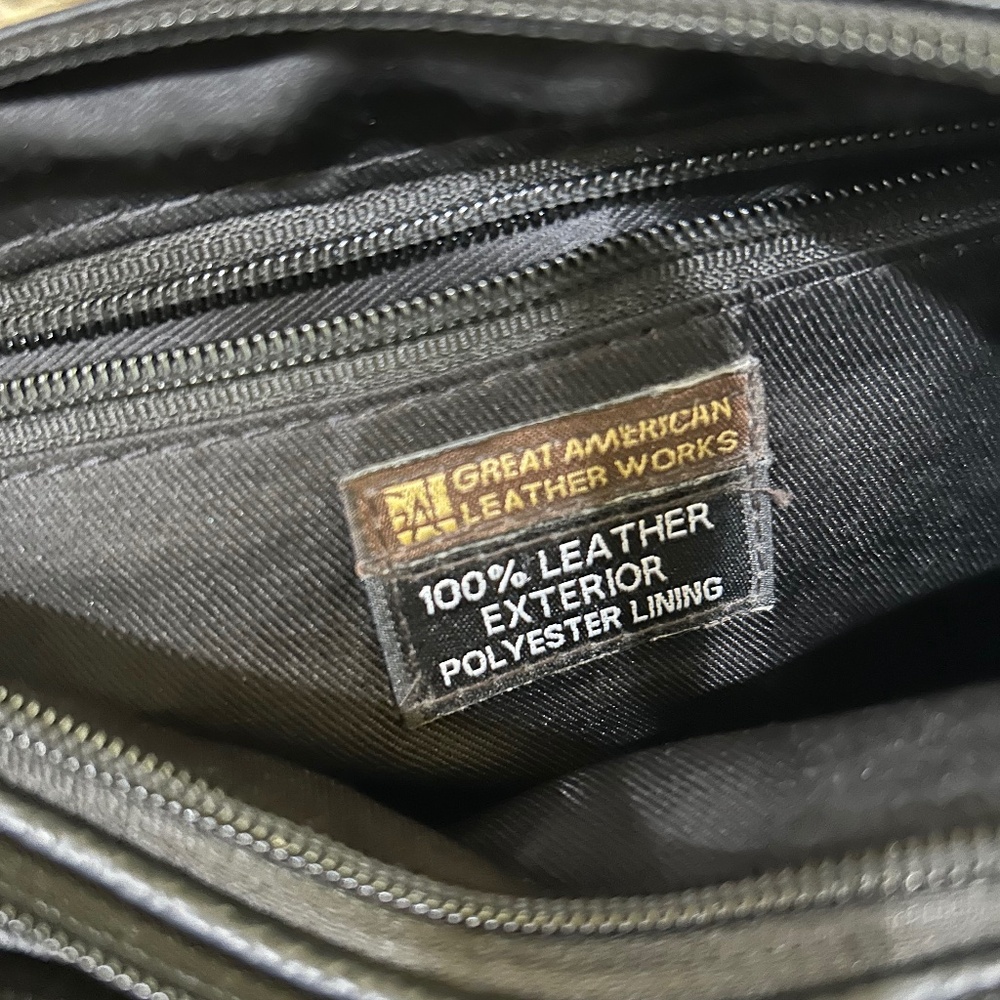 GREAT AMERICAN
LEATHER WORKS
100% LEATHER
EXTERIOR
POLYESTER LINING